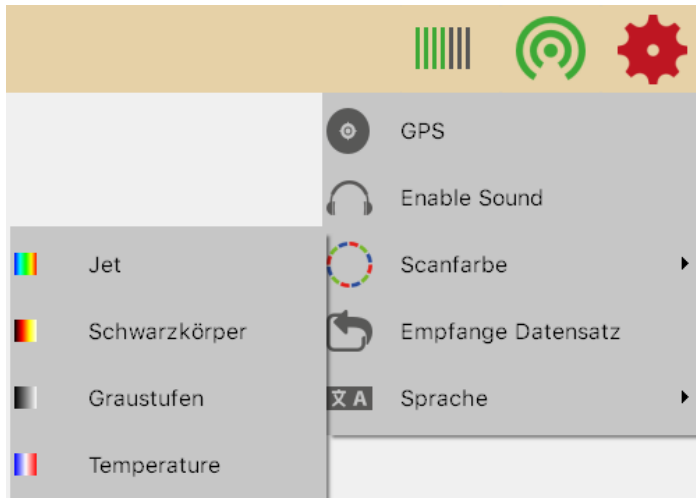 GPS
Enable Sound
Scanfarbe
Empfange Datensatz
Sprache
Jet
Schwarzkörper
Graustufen
Temperature